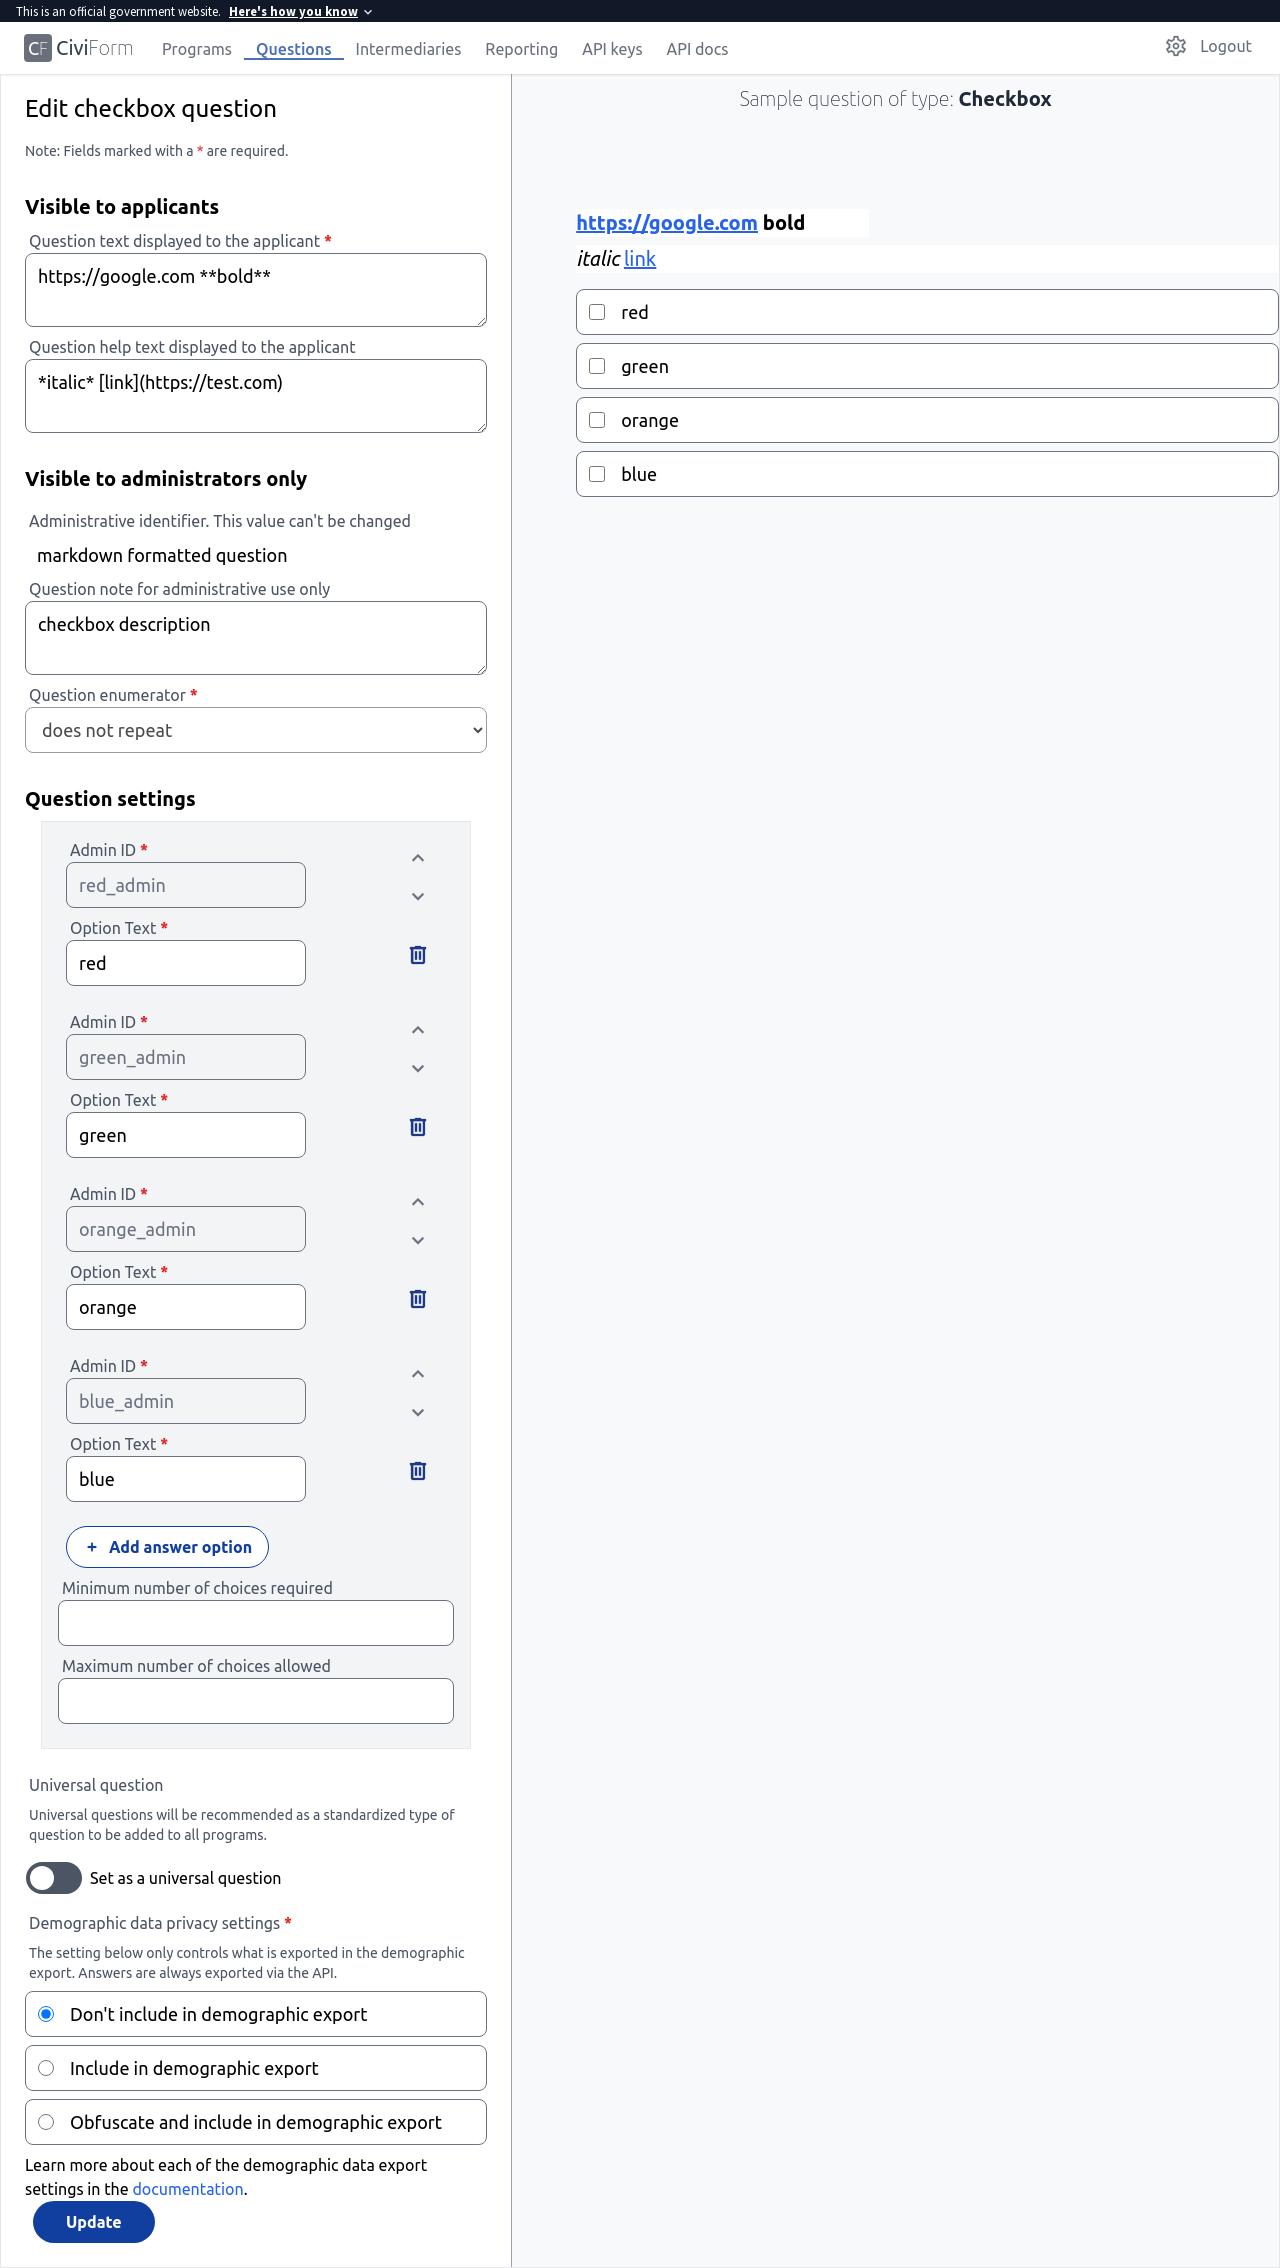 This is an official government website. Here's how you know
CF CiviForm Programs Questions Intermediaries Reporting API keys API docs Logout
Edit checkbox question
Note: Fields marked with a * are required.
Visible to applicants
Question text displayed to the applicant *
https://google.com **bold**
Question help text displayed to the applicant
*italic* [link](https://test.com)
Visible to administrators only
Administrative identifier. This value can't be changed
markdown formatted question
Question note for administrative use only
checkbox description
Question enumerator *
does not repeat
Question settings
Admin ID *
red_admin
Option Text *
red
Admin ID *
green_admin
Option Text *
green
Admin ID *
orange_admin
Option Text *
orange
Admin ID *
blue_admin
Option Text *
blue
+ Add answer option
Minimum number of choices required
Maximum number of choices allowed
Universal question
Universal questions will be recommended as a standardized type of
question to be added to all programs.
Set as a universal question
Demographic data privacy settings *
The setting below only controls what is exported in the demographic
export. Answers are always exported via the API.
Don't include in demographic export
Include in demographic export
Obfuscate and include in demographic export
Learn more about each of the demographic data export
settings in the documentation.
Update
Sample question of type: Checkbox
https://google.com bold
italic link
red
green
orange
blue